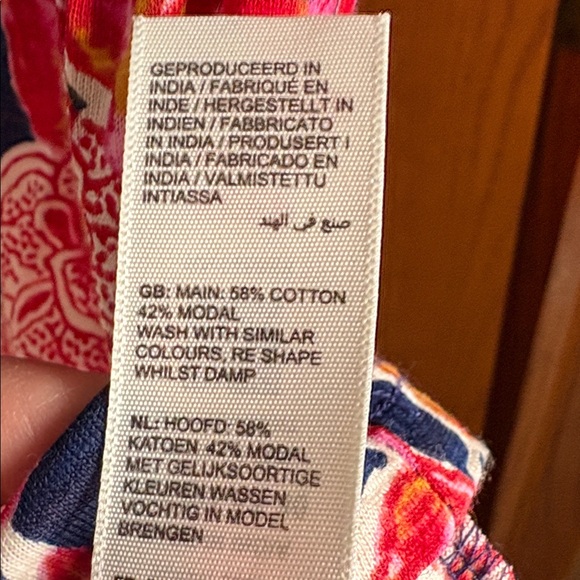 GEPRODUCEERD IN
INDIA / FABRIQUÉ EN
INDE / HERGESTELLT IN
INDIEN / FABBRICATO
IN INDIA / PRODUSERT I
INDIA / FABRICADO EN
INDIA / VALMISTETTU
INTIASSA
صنع في الهند
GB: MAIN: 58% COTTON
42% MODAL
WASH WITH SIMILAR
COLOURS, RE SHAPE
WHILST DAMP
NL: HOOFD: 58%
KATOEN 42% MODAL
MET GELIJKSOORTIGE
KLEUREN WASSEN
VOCHTIG IN MODEL
BRENGEN